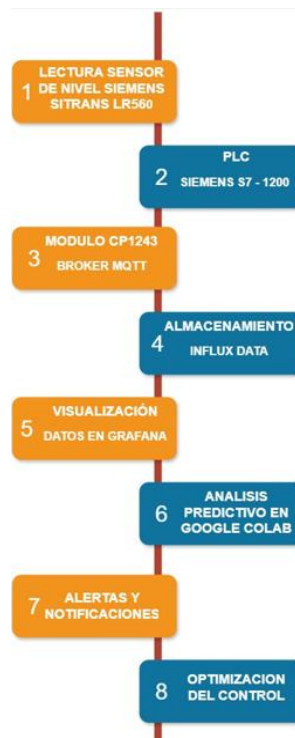 1
LECTURA SENSOR
DE NIVEL SIEMENS
SITRANS LR560
2
PLC
SIEMENS S7 - 1200
3
MODULO CP1243
BROKER MQTT
4
ALMACENAMIENTO
INFLUX DATA
5
VISUALIZACIÓN
DATOS EN GRAFANA
6
ANALISIS
PREDICTIVO EN
GOOGLE COLAB
7
ALERTAS Y
NOTIFICACIONES
8
OPTIMIZACION
DEL CONTROL